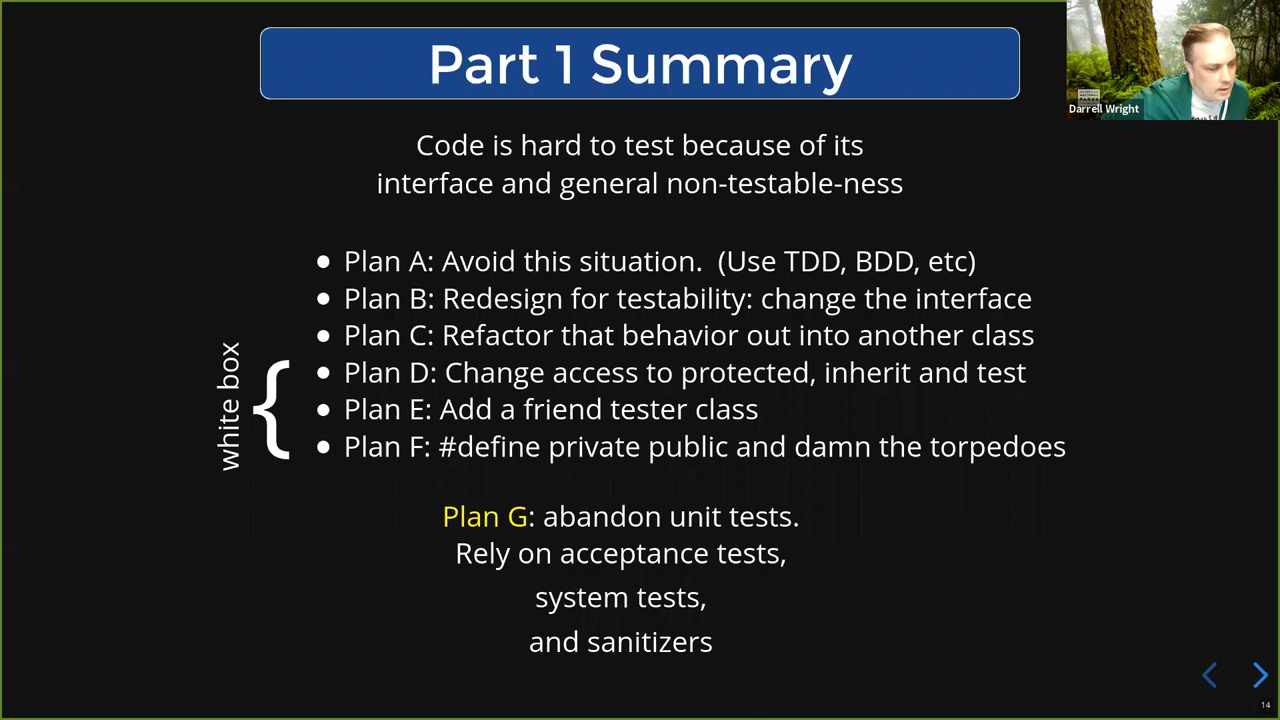 Part 1 Summary
Darrell Wright
Code is hard to test because of its
interface and general non-testable-ness
• Plan A: Avoid this situation. (Use TDD, BDD, etc)
• Plan B: Redesign for testability: change the interface
• Plan C: Refactor that behavior out into another class
white box
{
• Plan D: Change access to protected, inherit and test
• Plan E: Add a friend tester class
• Plan F: #define private public and damn the torpedoes
Plan G: abandon unit tests.
Rely on acceptance tests,
system tests,
and sanitizers
14